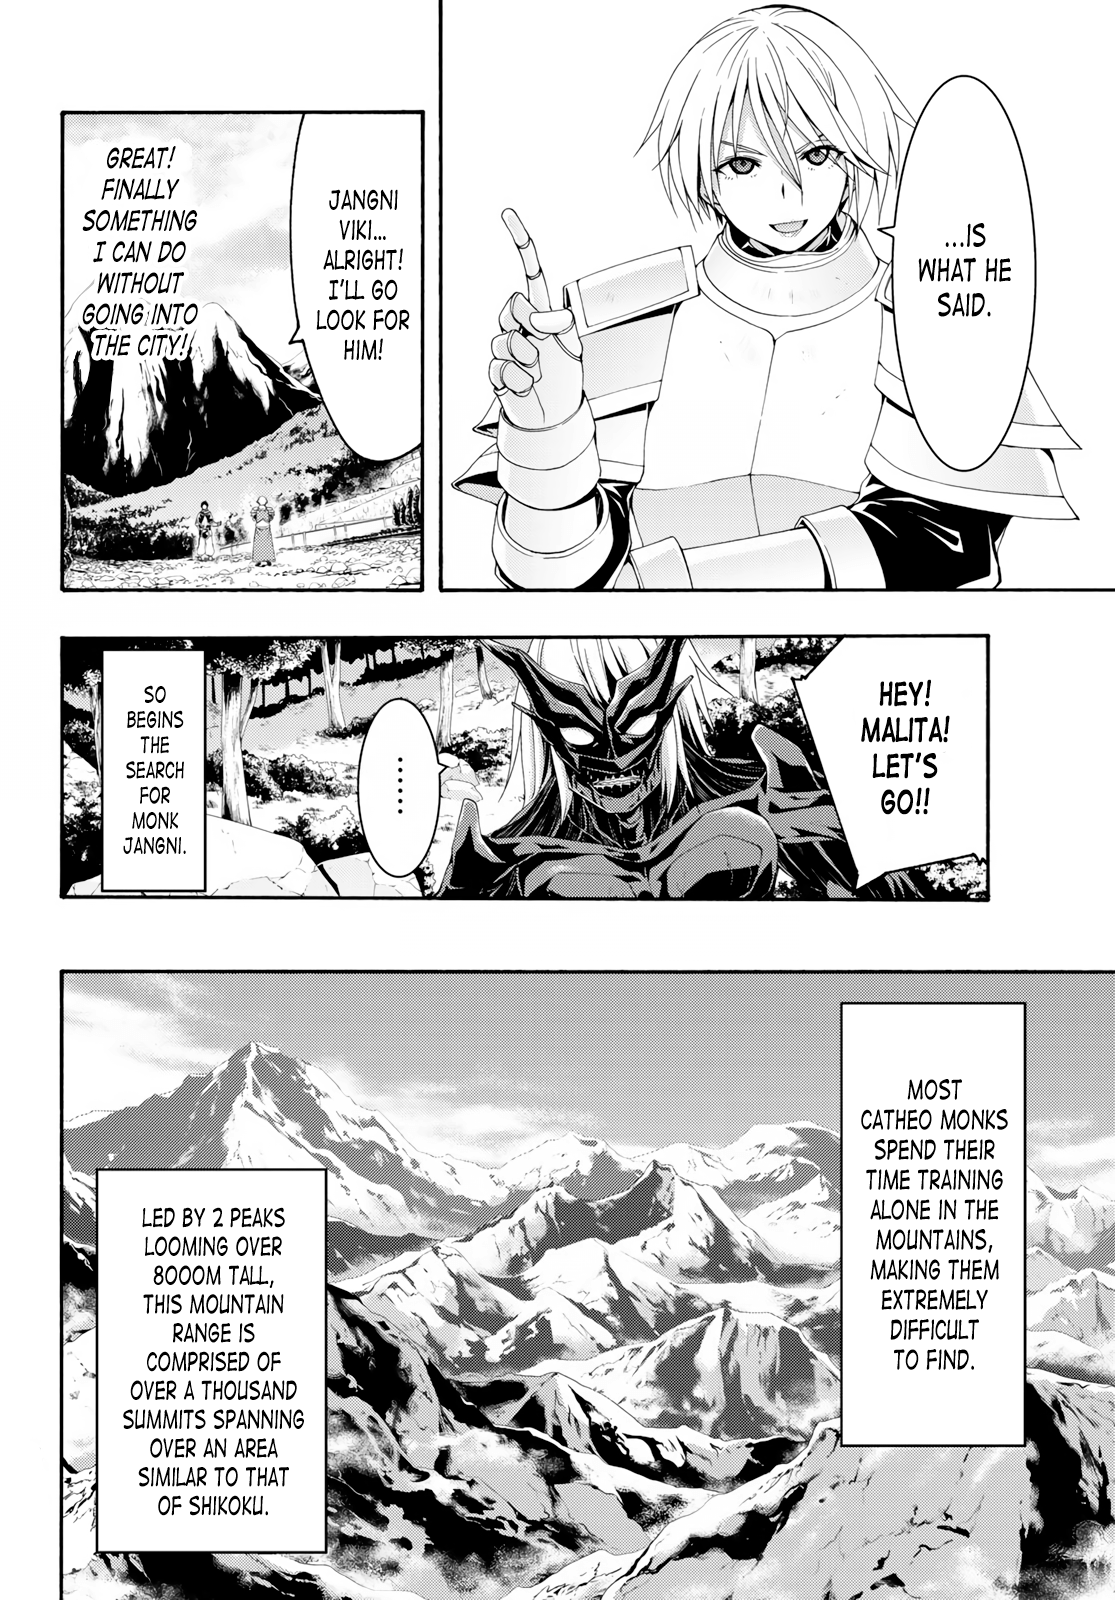 ...IS
WHAT HE
SAID.
JANGNI
VIKI...
ALRIGHT!
I'LL GO
LOOK FOR
HIM!
GREAT!
FINALLY
SOMETHING
I CAN DO
WITHOUT
GOING INTO
THE CITY!
HEY!
MALITA!
LET'S
GO!!
......
SO
BEGINS
THE
SEARCH
FOR
MONK
JANGNI.
MOST
CATHEO MONKS
SPEND THEIR
TIME TRAINING
ALONE IN THE
MOUNTAINS,
MAKING THEM
EXTREMELY
DIFFICULT
TO FIND.
LED BY 2 PEAKS
LOOMING OVER
8000M TALL,
THIS MOUNTAIN
RANGE IS
COMPRISED OF
OVER A THOUSAND
SUMMITS SPANNING
OVER AN AREA
SIMILAR TO THAT
OF SHIKOKU.